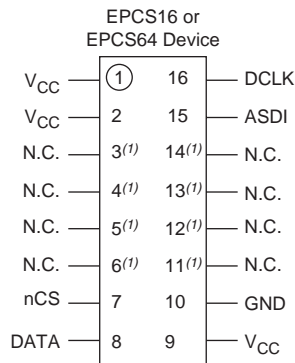 EPCS16 or
EPCS64 Device
VCC 1 16 DCLK
VCC 2 15 ASDI
N.C. 3(1) 14(1) N.C.
N.C. 4(1) 13(1) N.C.
N.C. 5(1) 12(1) N.C.
N.C. 6(1) 11(1) N.C.
nCS 7 10 GND
DATA 8 9 VCC